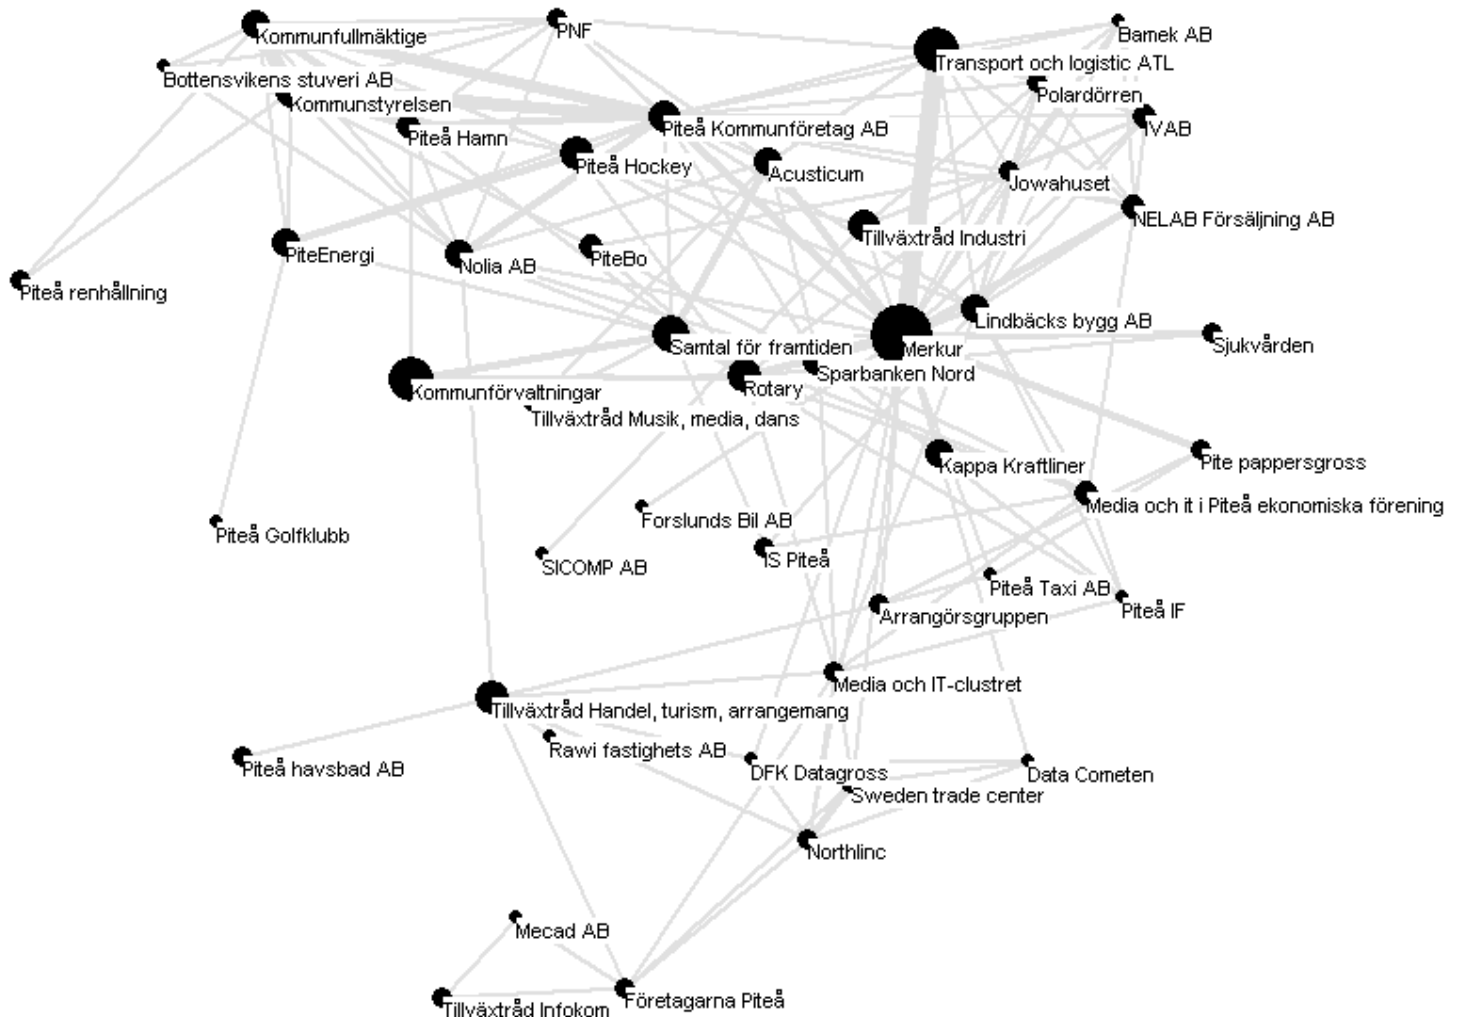 Kommunfullmäktige
PNF
Bamek AB
Transport och logistic ATL
Bottensvikens stuveri AB
Polardörren
Kommunstyrelsen
Piteå Hamn
Piteå Kommunföretag AB
IVAB
Piteå Hockey
Acusticum
Jowahuset
NELAB Försäljning AB
Tillväxtråd Industri
PiteEnergi
Nolia AB
PiteBo
Piteå renhållning
Lindbäcks bygg AB
Samtal för framtiden
Merkur
Sjukvården
Sparbanken Nord
Kommunförvaltningar
Rotary
Tillväxtråd Musik, media, dans
Kappa Kraftliner
Pite pappersgross
Media och it i Piteå ekonomiska förening
Forslunds Bil AB
Piteå Golfklubb
IS Piteå
SICOMP AB
Piteå Taxi AB
Piteå IF
Arrangörsgruppen
Media och IT-clustret
Tillväxtråd Handel, turism, arrangemang
Rawi fastighets AB
Piteå havsbad AB
DFK Datagross
Data Cometen
Sweden trade center
Northlinc
Mecad AB
Företagarna Piteå
Tillväxtråd Infokom